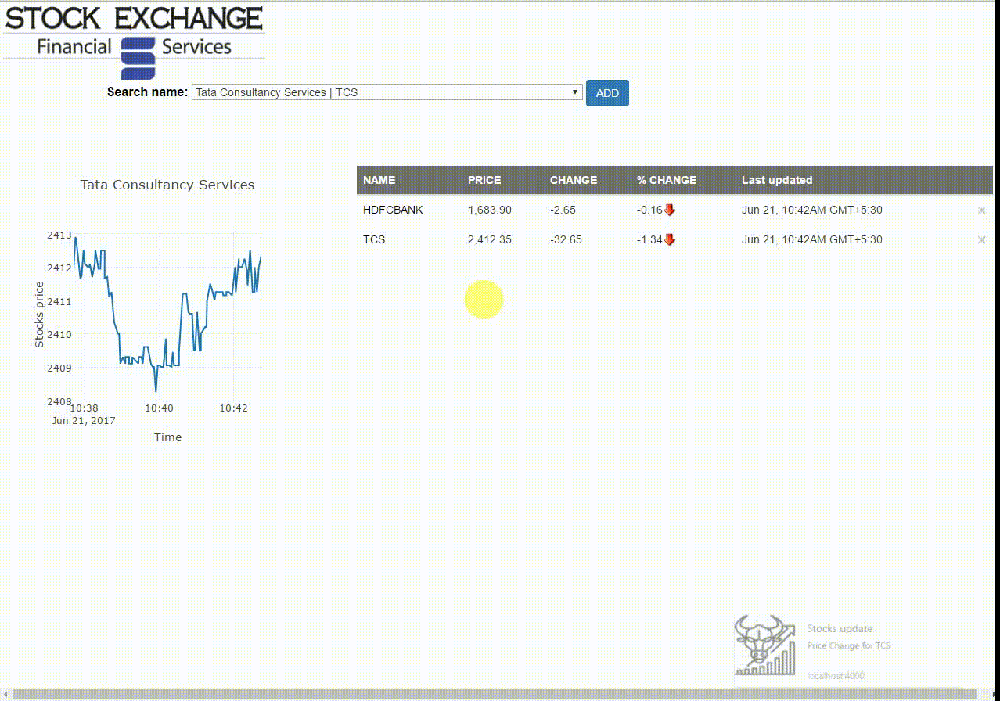 STOCK EXCHANGE
Financial Services
Search name: Tata Consultancy Services | TCS ADD
NAME PRICE CHANGE % CHANGE Last updated
HDFCBANK 1,683.90 -2.65 -0.16 Jun 21, 10:42AM GMT+5:30 ×
TCS 2,412.35 -32.65 -1.34 Jun 21, 10:42AM GMT+5:30 ×
Tata Consultancy Services
Stocks price
2413
2412
2411
2410
2409
2408
10:38 10:40 10:42
Jun 21, 2017
Time
Stocks update
Price Change for TCS
localhost:4000